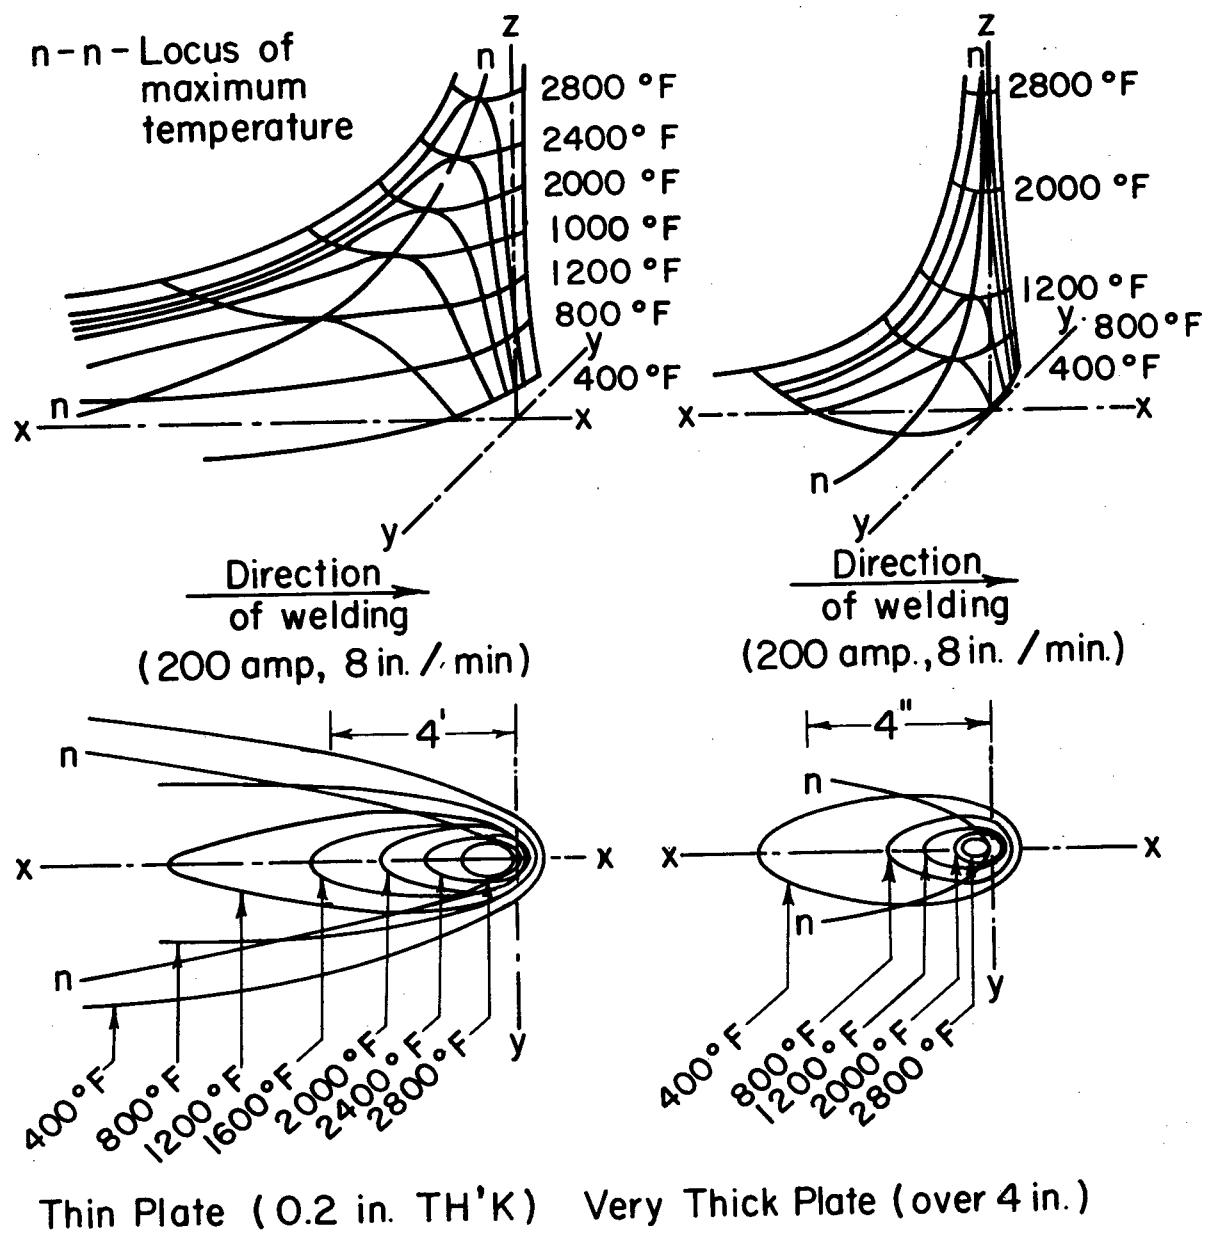 n-n- Locus of
maximum
temperature
z
n
2800 °F
2400° F
2000 °F
1000 °F
1200 °F
800 °F
y
400°F
n
x
x
y
Direction
of welding
(200 amp, 8 in. / min)
z
n
2800 °F
2000 °F
1200 °F
y
800°F
400°F
x
x
n
y
Direction
of welding
(200 amp., 8 in. / min.)
4'
n
x
x
n
y
400°F
800°F
1200°F
1600°F
2000°F
2400°F
2800°F
4"
n
x
x
n
y
400°F
800°F
1200°F
2000°F
2800°F
Thin Plate (0.2 in. TH'K)
Very Thick Plate (over 4 in.)